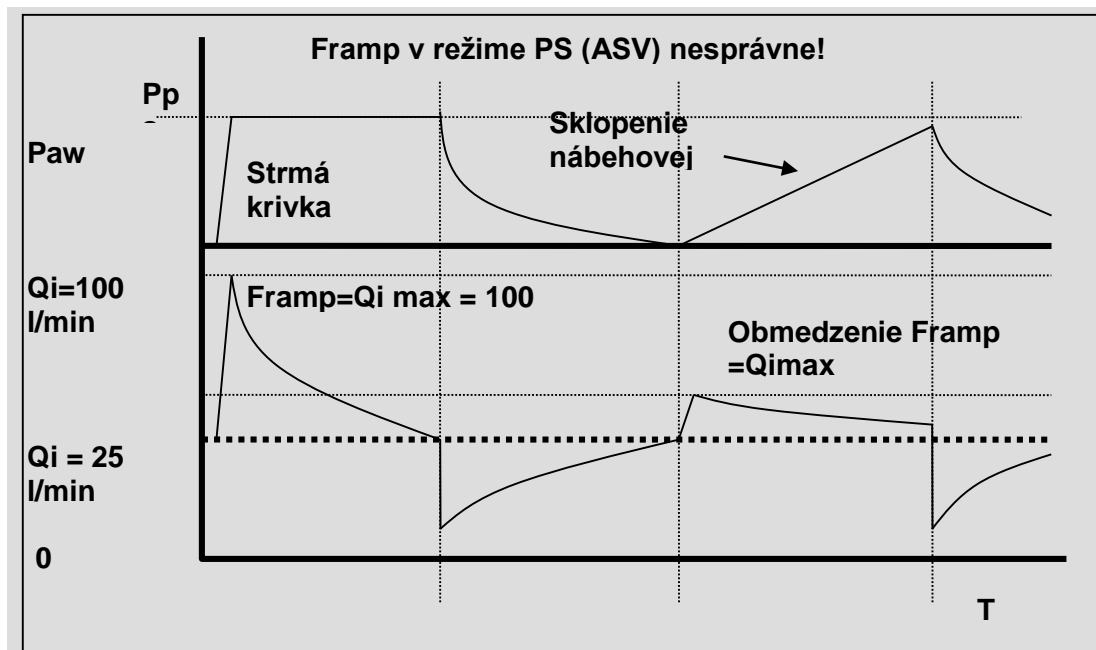 Framp v režime PS (ASV) nesprávne!
Pp
Paw
Sklopenie
nábehovej
Strmá
krivka
Qi=100
l/min
Framp=Qi max = 100
Obmedzenie Framp
=Qimax
Qi = 25
l/min
0
T